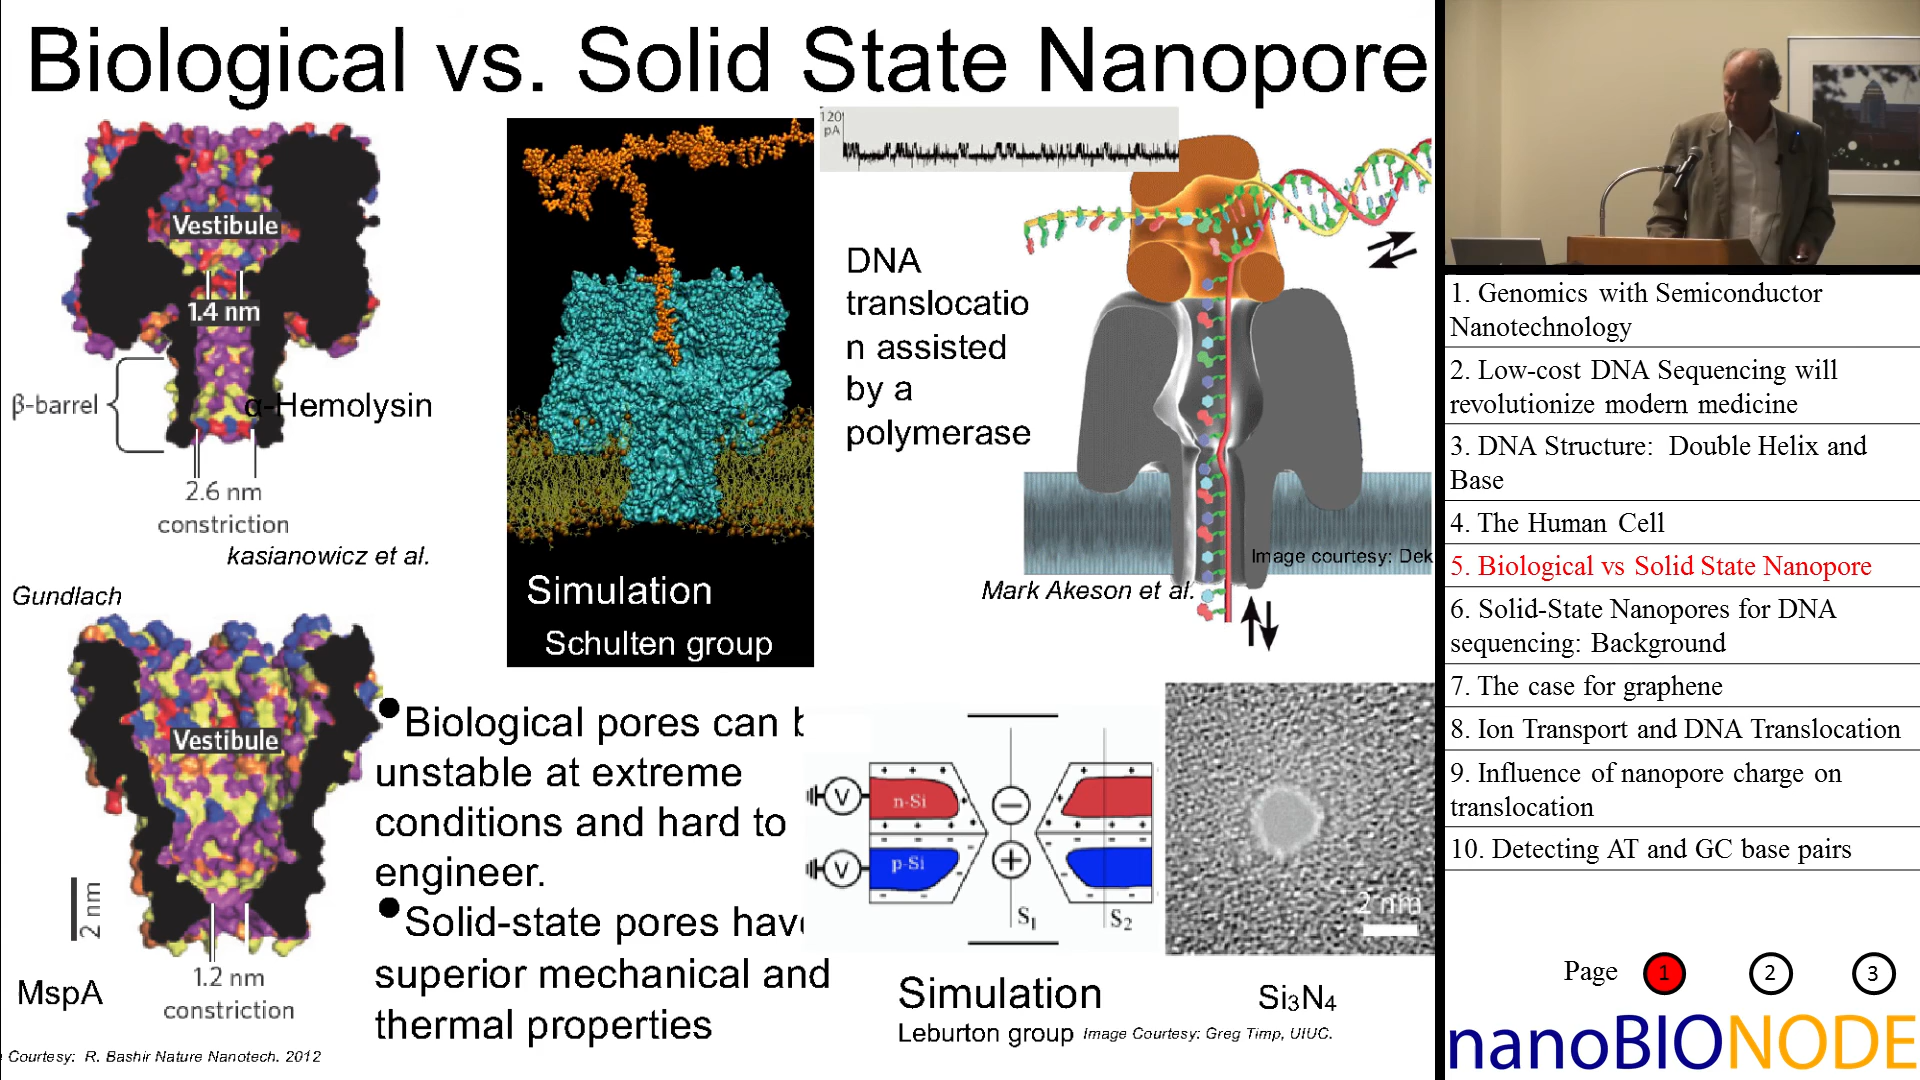 Biological vs. Solid State Nanopore
Vestibule
1.4 nm
β-barrel
α-Hemolysin
2.6 nm
constriction
kasianowicz et al.
Gundlach
Vestibule
2 nm
1.2 nm
constriction
MspA
Courtesy: R. Bashir Nature Nanotech. 2012
Simulation
Schulten group
120
pA
DNA
translocatio
n assisted
by a
polymerase
Image courtesy: Dek
Mark Akeson et al.
Biological pores can b
unstable at extreme
conditions and hard to
engineer.
Solid-state pores have
superior mechanical and
thermal properties
V
n-Si
V
p-Si
S1
S2
2 nm
Simulation
Leburton group
Image Courtesy: Greg Timp, UIUC.
Si3N4
1. Genomics with Semiconductor
Nanotechnology
2. Low-cost DNA Sequencing will
revolutionize modern medicine
3. DNA Structure: Double Helix and
Base
4. The Human Cell
5. Biological vs Solid State Nanopore
6. Solid-State Nanopores for DNA
sequencing: Background
7. The case for graphene
8. Ion Transport and DNA Translocation
9. Influence of nanopore charge on
translocation
10. Detecting AT and GC base pairs
Page 1 2 3
nanoBIONODE